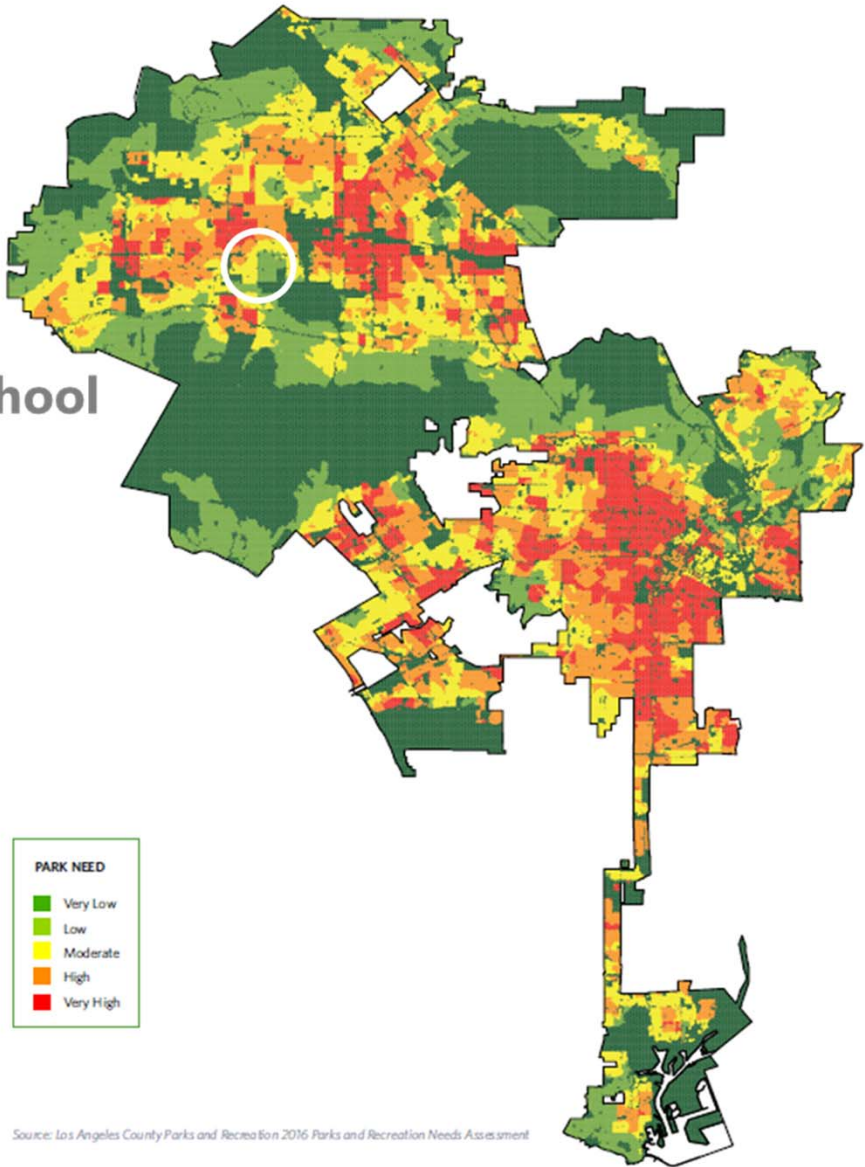 hool
PARK NEED
Very Low
Low
Moderate
High
Very High
Source: Los Angeles County Parks and Recreation 2016 Parks and Recreation Needs Assessment